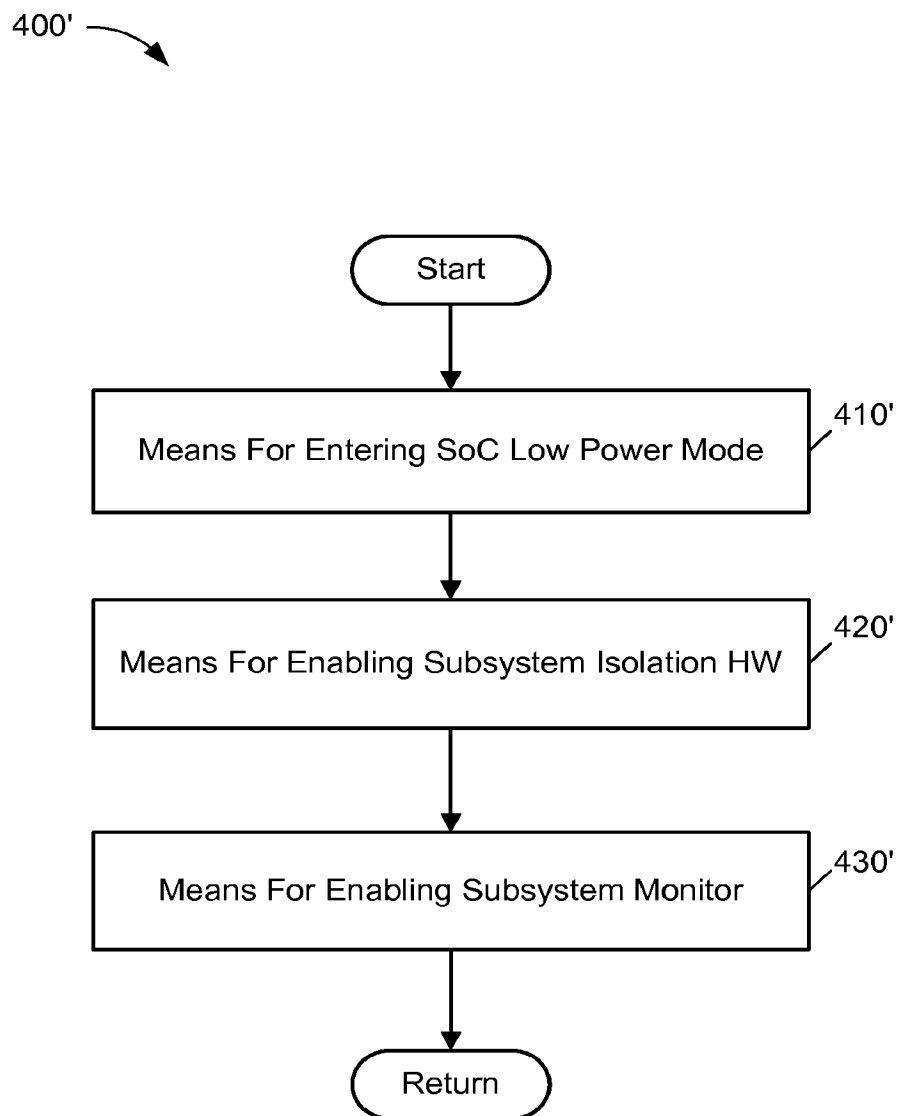 400'
Start
Means For Entering SoC Low Power Mode
410'
Means For Enabling Subsystem Isolation HW
420'
Means For Enabling Subsystem Monitor
430'
Return